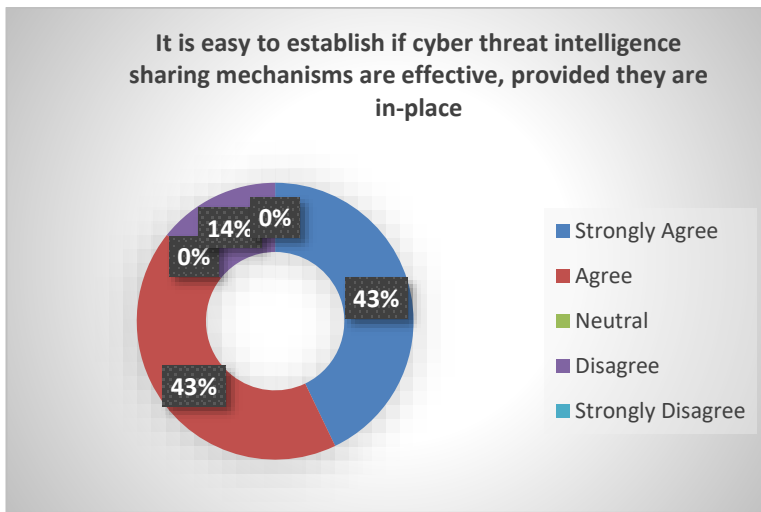 It is easy to establish if cyber threat intelligence
sharing mechanisms are effective, provided they are
in-place
14%
0%
0%
43%
43%
Strongly Agree
Agree
Neutral
Disagree
Strongly Disagree